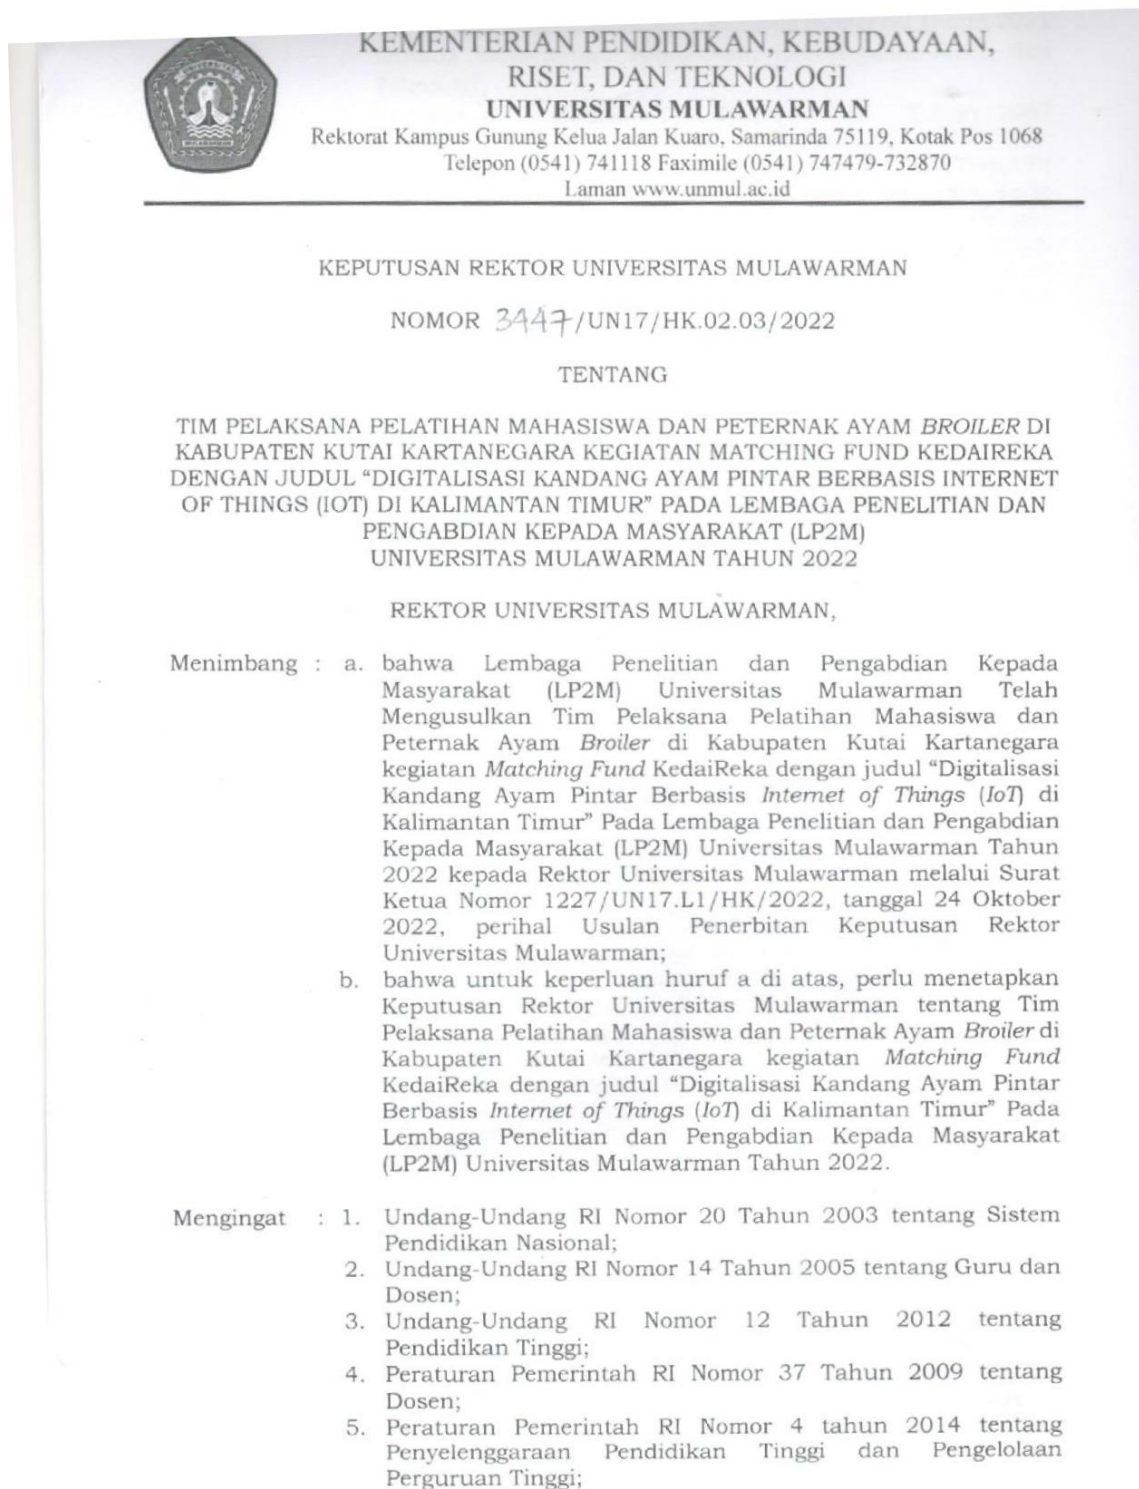 KEMENTERIAN PENDIDIKAN, KEBUDAYAAN,
RISET, DAN TEKNOLOGI
UNIVERSITAS MULAWARMAN
Rektorat Kampus Gunung Kelua Jalan Kuaro, Samarinda 75119, Kotak Pos 1068
Telepon (0541) 741118 Faximile (0541) 747479-732870
Laman www.unmul.ac.id
KEPUTUSAN REKTOR UNIVERSITAS MULAWARMAN
NOMOR 3447/UN17/HK.02.03/2022
TENTANG
TIM PELAKSANA PELATIHAN MAHASISWA DAN PETERNAK AYAM BROILER DI
KABUPATEN KUTAI KARTANEGARA KEGIATAN MATCHING FUND KEDAIREKA
DENGAN JUDUL “DIGITALISASI KANDANG AYAM PINTAR BERBASIS INTERNET
OF THINGS (IOT) DI KALIMANTAN TIMUR” PADA LEMBAGA PENELITIAN DAN
PENGABDIAN KEPADA MASYARAKAT (LP2M)
UNIVERSITAS MULAWARMAN TAHUN 2022
REKTOR UNIVERSITAS MULAWARMAN,
Menimbang : a. bahwa Lembaga Penelitian dan Pengabdian Kepada
Masyarakat (LP2M) Universitas Mulawarman Telah
Mengusulkan Tim Pelaksana Pelatihan Mahasiswa dan
Peternak Ayam Broiler di Kabupaten Kutai Kartanegara
kegiatan Matching Fund KedaiReka dengan judul “Digitalisasi
Kandang Ayam Pintar Berbasis Internet of Things (IoT) di
Kalimantan Timur” Pada Lembaga Penelitian dan Pengabdian
Kepada Masyarakat (LP2M) Universitas Mulawarman Tahun
2022 kepada Rektor Universitas Mulawarman melalui Surat
Ketua Nomor 1227/UN17.L1/HK/2022, tanggal 24 Oktober
2022, perihal Usulan Penerbitan Keputusan Rektor
Universitas Mulawarman;
b. bahwa untuk keperluan huruf a di atas, perlu menetapkan
Keputusan Rektor Universitas Mulawarman tentang Tim
Pelaksana Pelatihan Mahasiswa dan Peternak Ayam Broiler di
Kabupaten Kutai Kartanegara kegiatan Matching Fund
KedaiReka dengan judul “Digitalisasi Kandang Ayam Pintar
Berbasis Internet of Things (IoT) di Kalimantan Timur” Pada
Lembaga Penelitian dan Pengabdian Kepada Masyarakat
(LP2M) Universitas Mulawarman Tahun 2022.
Mengingat : 1. Undang-Undang RI Nomor 20 Tahun 2003 tentang Sistem
Pendidikan Nasional;
2. Undang-Undang RI Nomor 14 Tahun 2005 tentang Guru dan
Dosen;
3. Undang-Undang RI Nomor 12 Tahun 2012 tentang
Pendidikan Tinggi;
4. Peraturan Pemerintah RI Nomor 37 Tahun 2009 tentang
Dosen;
5. Peraturan Pemerintah RI Nomor 4 tahun 2014 tentang
Penyelenggaraan Pendidikan Tinggi dan Pengelolaan
Perguruan Tinggi;